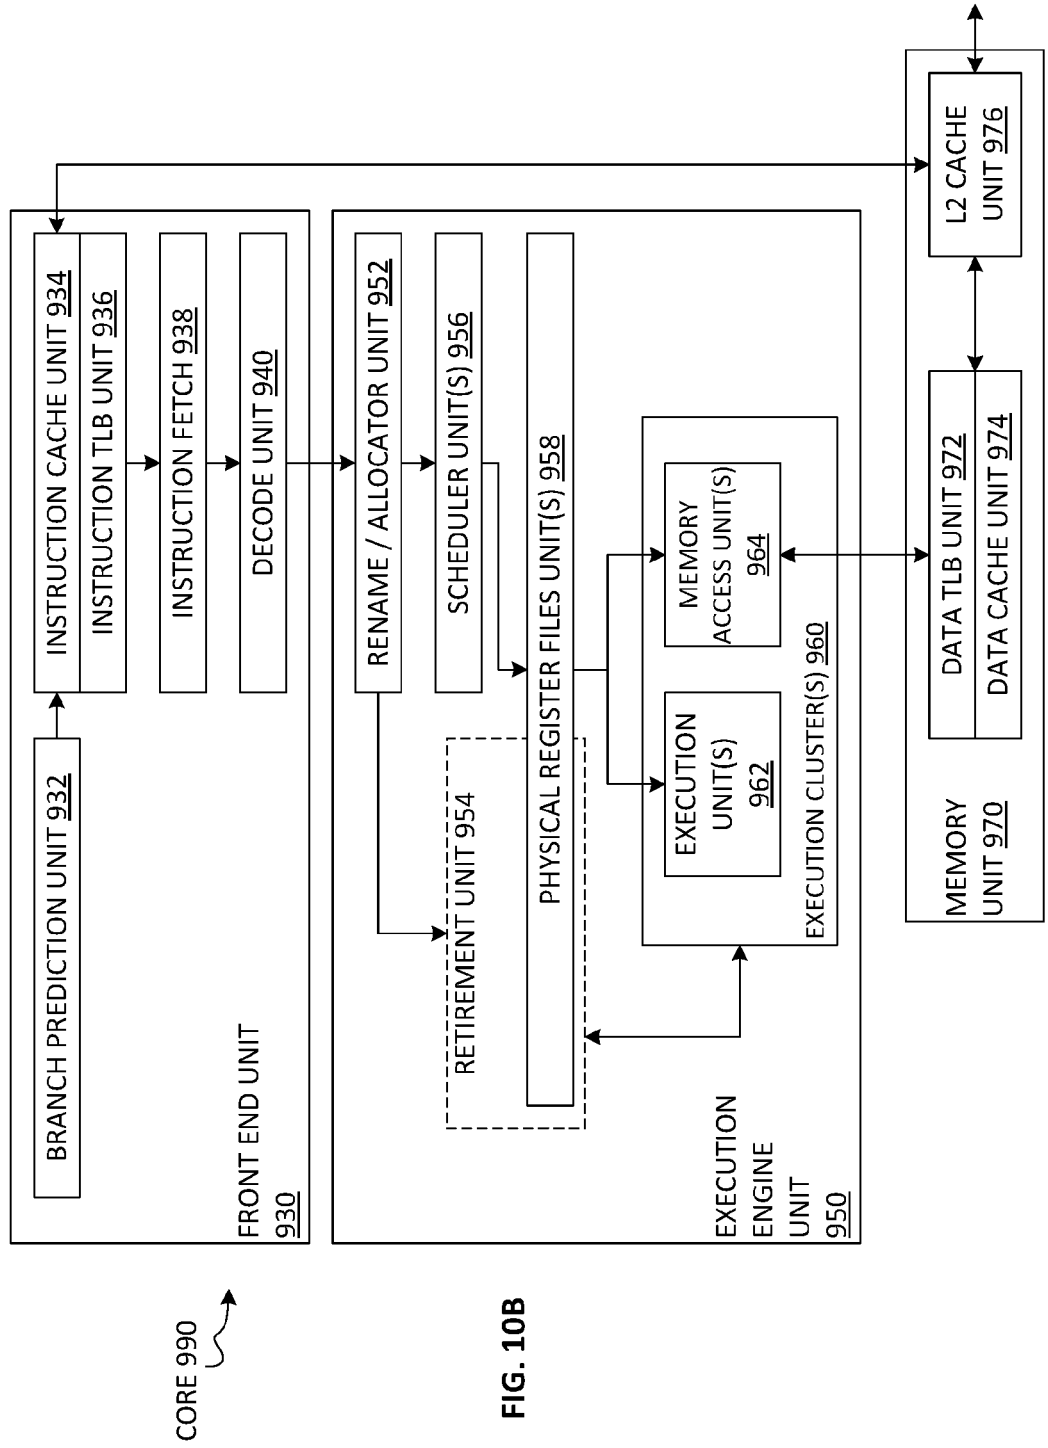 CORE 990
FRONT END UNIT
930
BRANCH PREDICTION UNIT 932
INSTRUCTION CACHE UNIT 934
INSTRUCTION TLB UNIT 936
INSTRUCTION FETCH 938
DECODE UNIT 940
EXECUTION
ENGINE
UNIT
950
RENAME / ALLOCATOR UNIT 952
RETIREMENT UNIT 954
SCHEDULER UNIT(S) 956
PHYSICAL REGISTER FILES UNIT(S) 958
EXECUTION
UNIT(S)
962
MEMORY
ACCESS UNIT(S)
964
EXECUTION CLUSTER(S) 960
MEMORY
UNIT 970
DATA TLB UNIT 972
DATA CACHE UNIT 974
L2 CACHE
UNIT 976
FIG. 10B